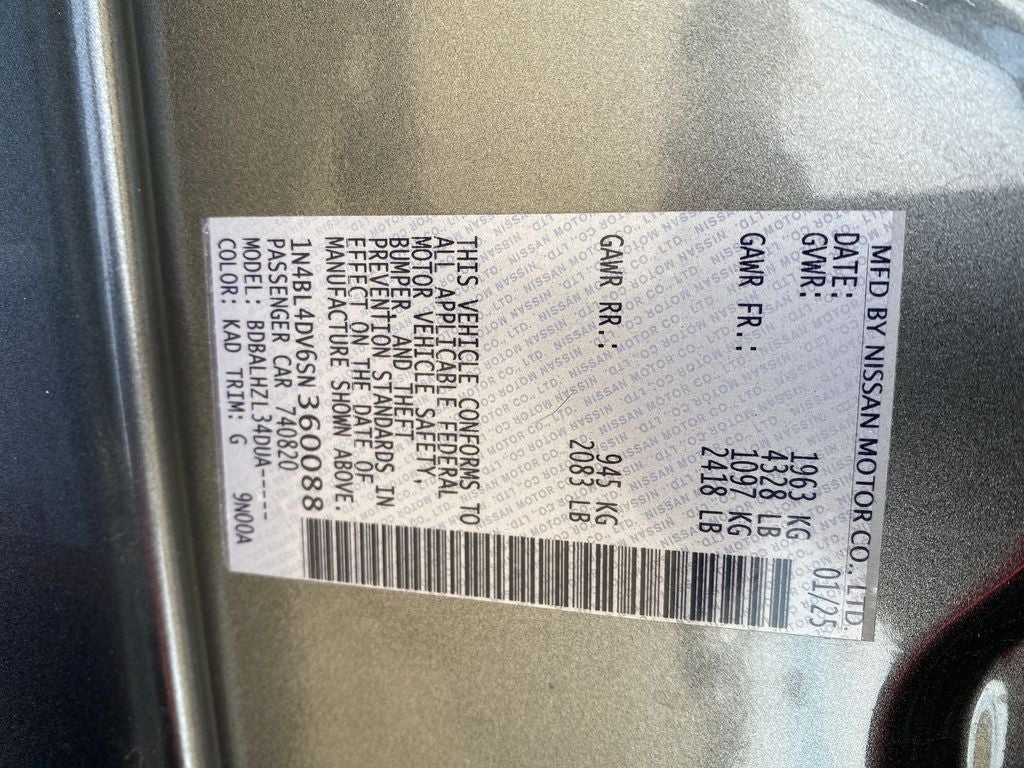 MFD BY NISSAN MOTOR CO., LTD.
DATE: 01/25
GVWR: 1963 KG
4328 LB
GAWR FR.: 1097 KG
2418 LB
GAWR RR.: 945 KG
2083 LB
THIS VEHICLE CONFORMS TO
ALL APPLICABLE FEDERAL
MOTOR VEHICLE SAFETY,
BUMPER, AND THEFT
PREVENTION STANDARDS IN
EFFECT ON THE DATE OF
MANUFACTURE SHOWN ABOVE.
1N4BL4DV6SN360088
PASSENGER CAR 740820
MODEL: BDBALHZL34DUA-----
COLOR: KAD TRIM: G 9N00A